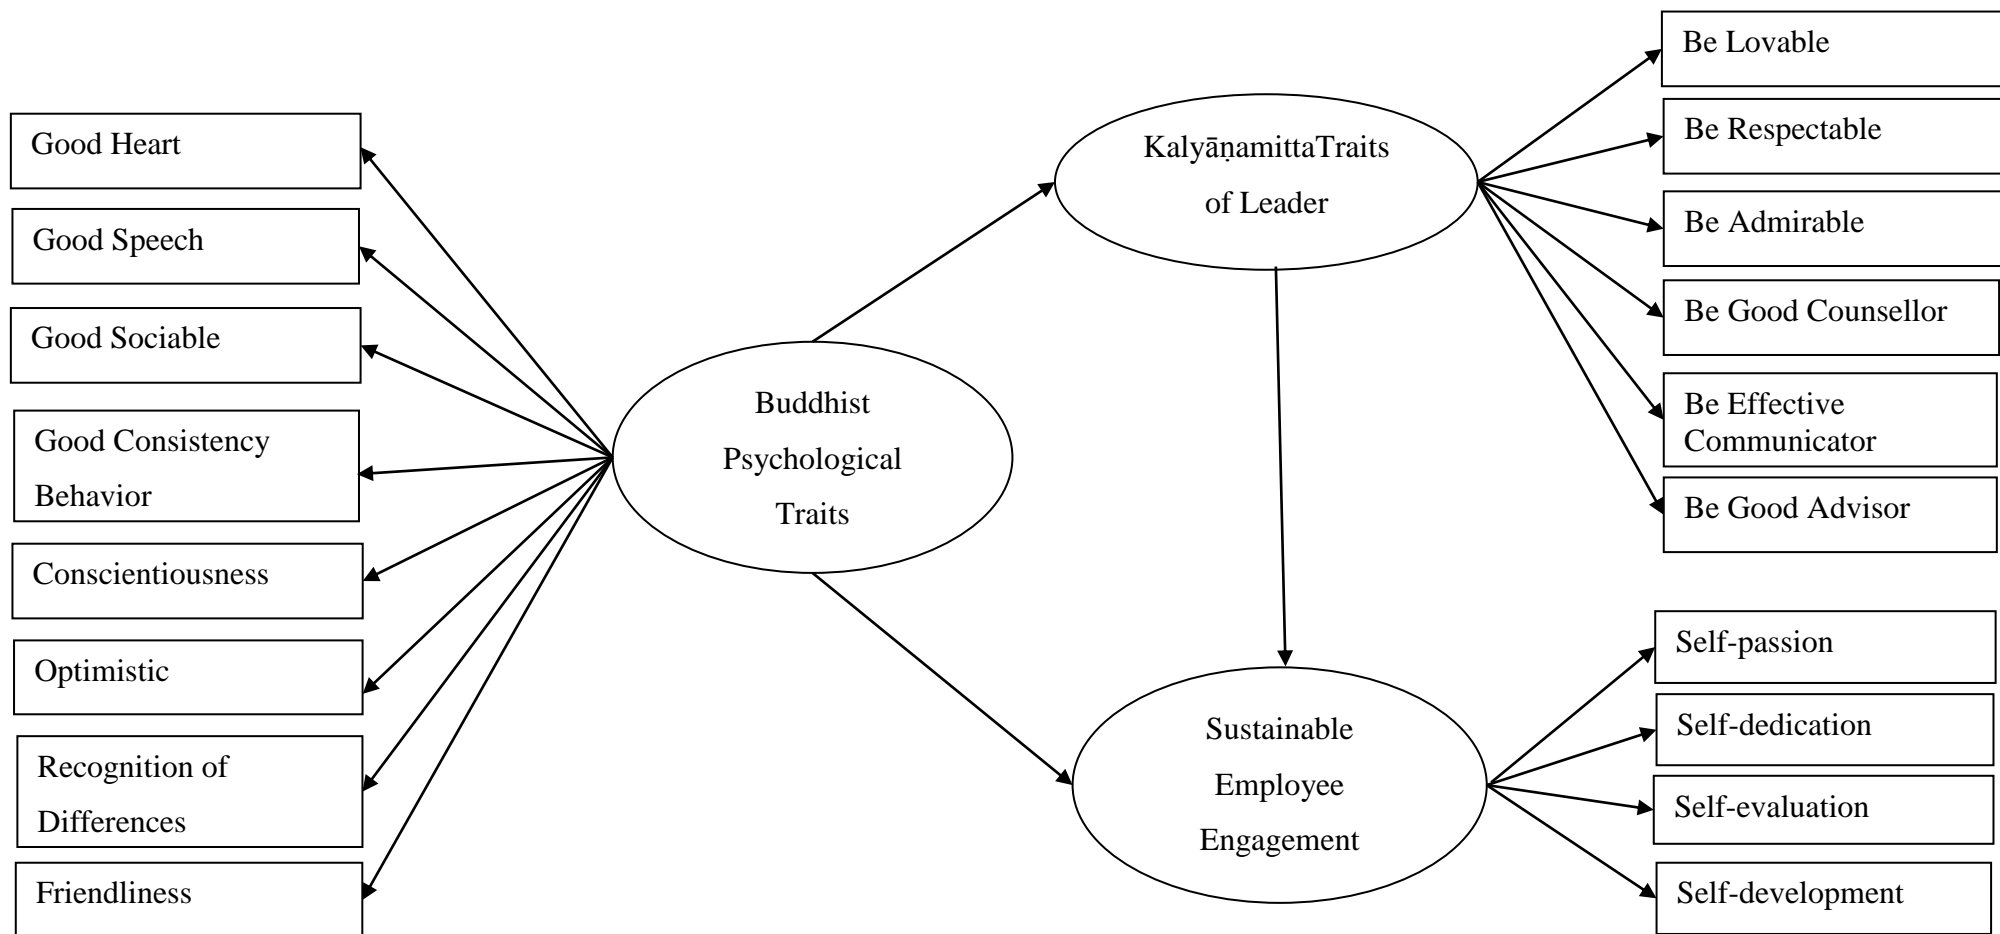 Good Heart
Good Speech
Good Sociable
Good Consistency
Behavior
Conscientiousness
Optimistic
Recognition of
Differences
Friendliness
Buddhist
Psychological
Traits
KalyāṇamittaTraits
of Leader
Sustainable
Employee
Engagement
Be Lovable
Be Respectable
Be Admirable
Be Good Counsellor
Be Effective
Communicator
Be Good Advisor
Self-passion
Self-dedication
Self-evaluation
Self-development